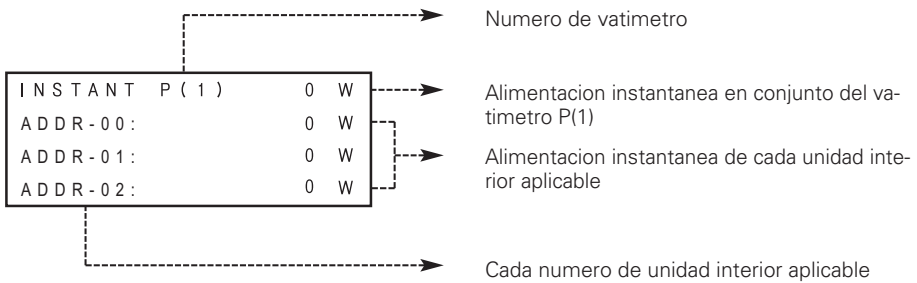 Numero de vatimetro
INSTANT P(1) 0 W
ADDR-00: 0 W
ADDR-01: 0 W
ADDR-02: 0 W
Alimentacion instantanea en conjunto del va-
timetro P(1)
Alimentacion instantanea de cada unidad inte-
rior aplicable
Cada numero de unidad interior aplicable